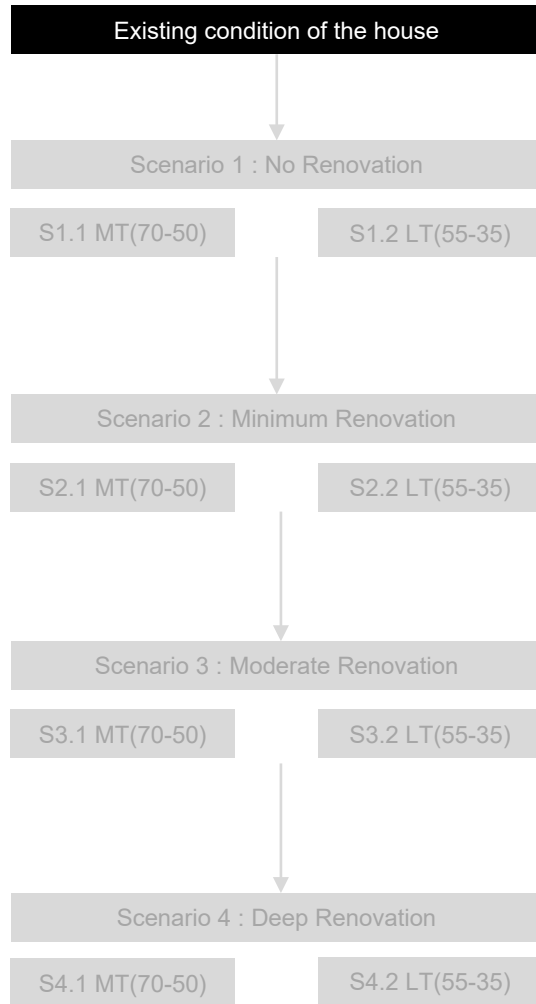 Existing condition of the house
Scenario 1 : No Renovation
S1.1 MT(70-50)
S1.2 LT(55-35)
Scenario 2 : Minimum Renovation
S2.1 MT(70-50)
S2.2 LT(55-35)
Scenario 3 : Moderate Renovation
S3.1 MT(70-50)
S3.2 LT(55-35)
Scenario 4 : Deep Renovation
S4.1 MT(70-50)
S4.2 LT(55-35)